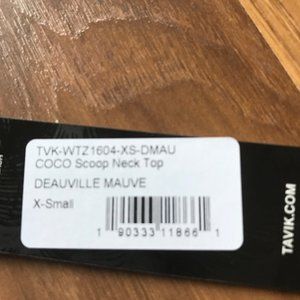 TVK-WTZ1604-XS-DMAU
COCO Scoop Neck Top
DEAUVILLE MAUVE
X-Small
1 90333 11866 1
TAVIK.COM